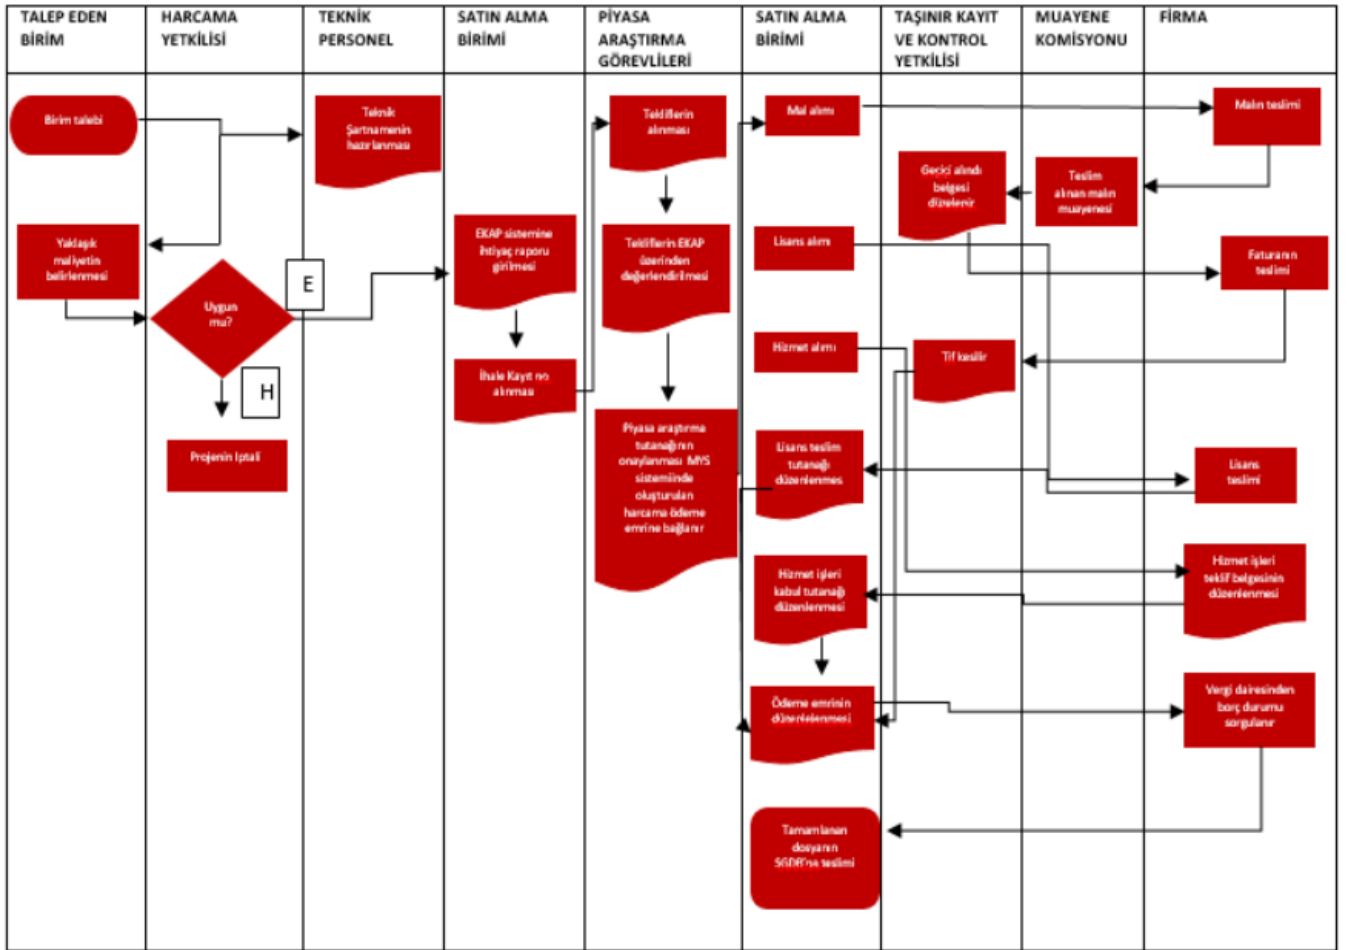 TALEP EDEN
BİRİM
HARCAMA
YETKİLİSİ
TEKNİK
PERSONEL
SATIN ALMA
BİRİMİ
PİYASA
ARAŞTIRMA
GÖREVLİLERİ
SATIN ALMA
BİRİMİ
TAŞINIR KAYIT
VE KONTROL
YETKİLİSİ
MUAYENE
KOMİSYONU
FİRMA
Birim talebi
Yaklaşık
maliyetin
belirlenmesi
Uygun
mu?
E
H
Projenin İptali
Teknik
Şartnamenin
hazırlanması
EKAP sistemine
ihtiyaç raporu
girilmesi
İhale Kayıt no
alınması
Tekliflerin
alınması
Tekliflerin EKAP
üzerinden
değerlendirilmesi
Piyasa araştırma
tutanağının
onaylanması MYS
sistemiinde
oluşturulan
harcama ödeme
emrine bağlanır
Mal alımı
Lisans alımı
Hizmet alımı
Lisans teslim
tutanağı
düzenlenmes
Hizmet işleri
kabul tutanağı
düzenlenmesi
Ödeme emrinin
düzenlelenmesi
Tamamlanan
dosyanın
SGDB'na teslimi
Geçici alındı
belgesi
düzelenir
Tif kesilir
Teslim
alınan malın
muayenesi
Malın teslimi
Faturanın
teslimi
Lisans
teslimi
Hizmet işleri
teklif belgesinin
düzenlenmesi
Vergi dairesinden
borç durumu
sorgulanır